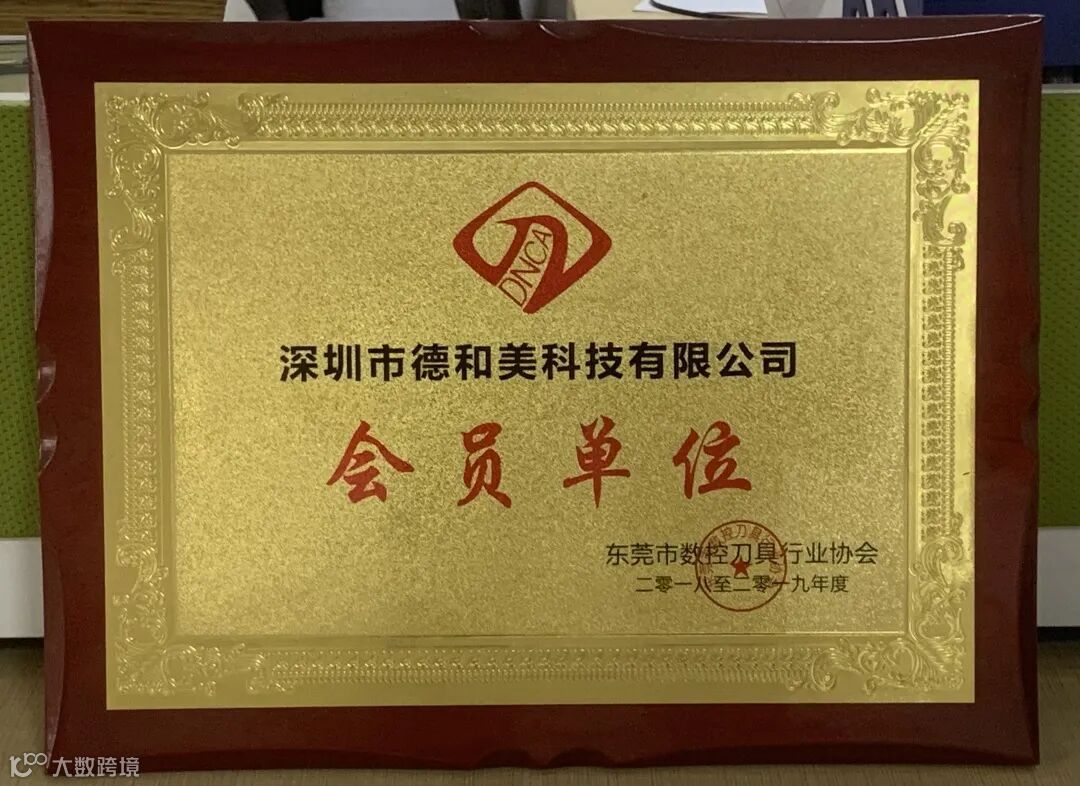 DNCA
深圳市德和美科技有限公司
会员单位
东莞市数控刀具行业协会
二零一八至二零一九年度
大数跨境